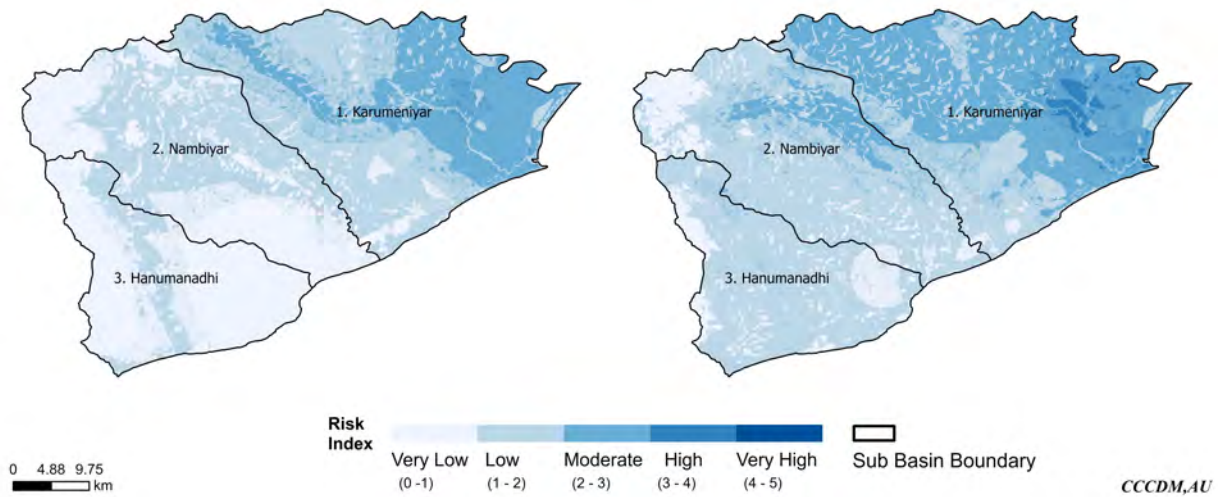 1. Karumeniyar
2. Nambiyar
3. Hanumanadhi
1. Karumeniyar
2. Nambiyar
3. Hanumanadhi
Risk
Index
Very Low Low Moderate High Very High
(0 -1) (1 - 2) (2 - 3) (3 - 4) (4 - 5)
Sub Basin Boundary
0 4.88 9.75
km
CCCDM,AU